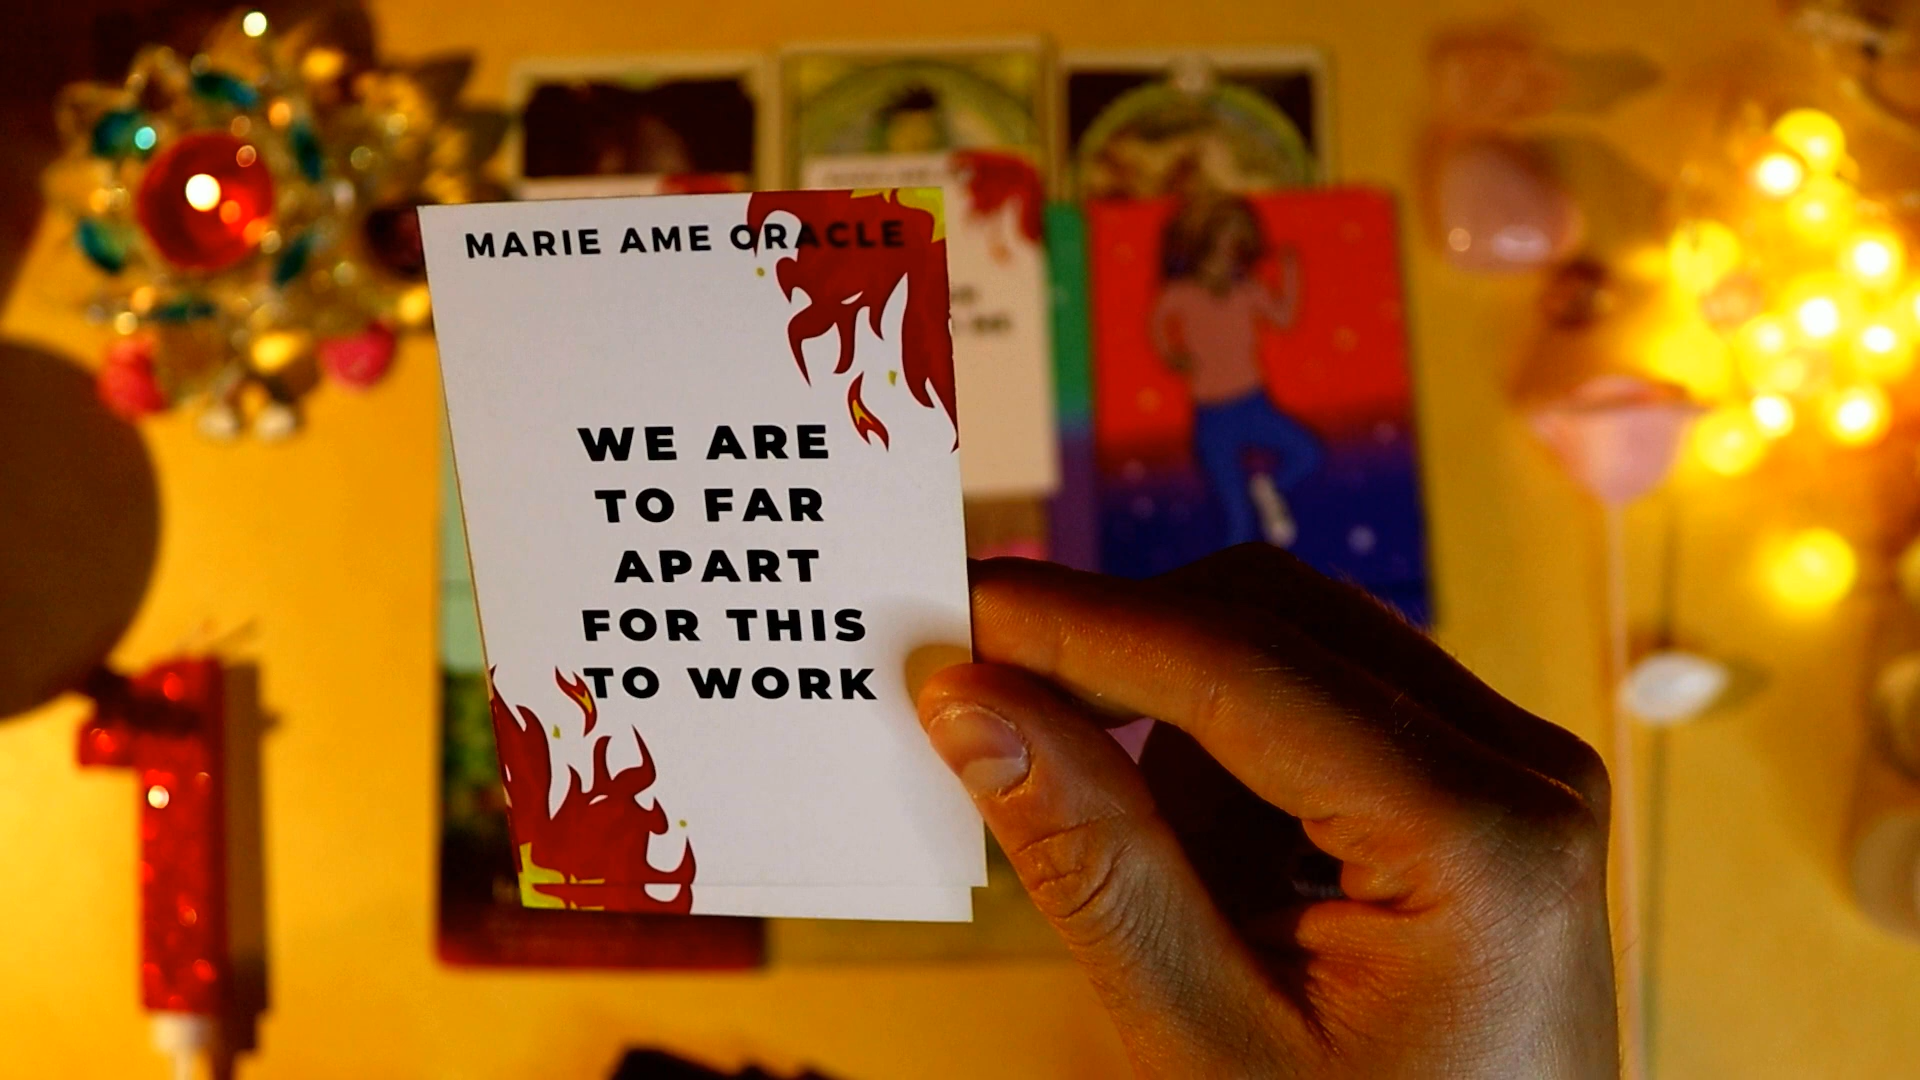 MARIE AME ORACLE
WE ARE
TO FAR
APART
FOR THIS
TO WORK